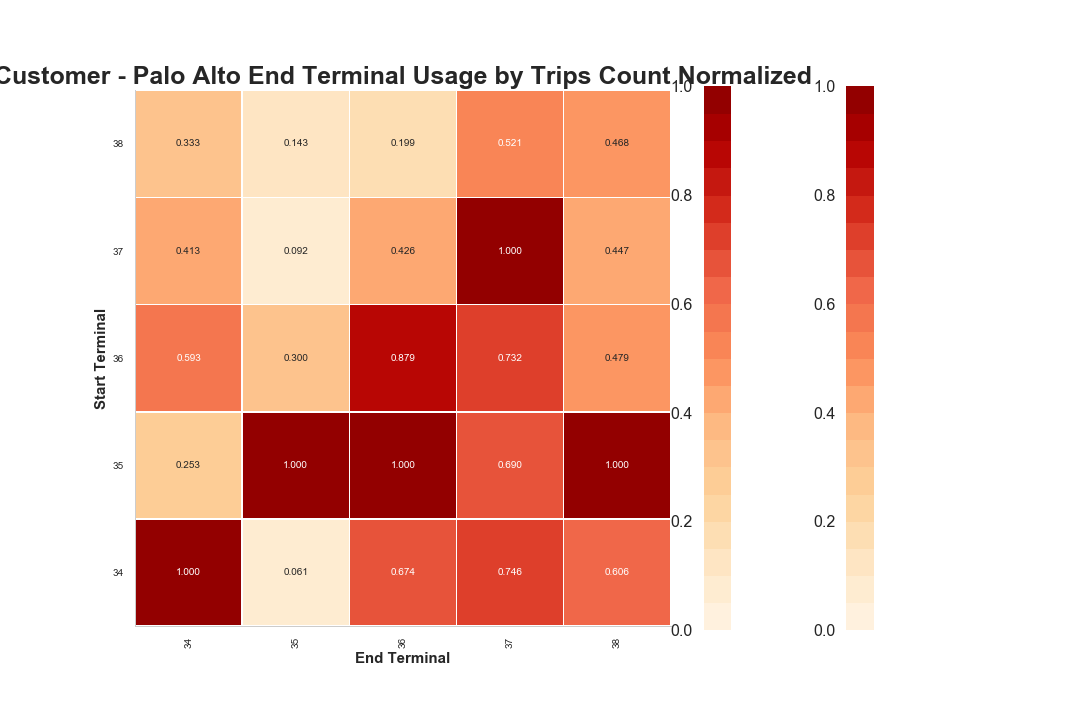 Customer - Palo Alto End Terminal Usage by Trips Count Normalized
1.0 1.0
38 0.333 0.143 0.199 0.521 0.468
0.8 0.8
37 0.413 0.092 0.426 1.000 0.447
0.6 0.6
Start Terminal
36 0.593 0.300 0.879 0.732 0.479
0.4 0.4
35 0.253 1.000 1.000 0.690 1.000
0.2 0.2
34 1.000 0.061 0.674 0.746 0.606
0.0 0.0
34 35 36 37 38
End Terminal